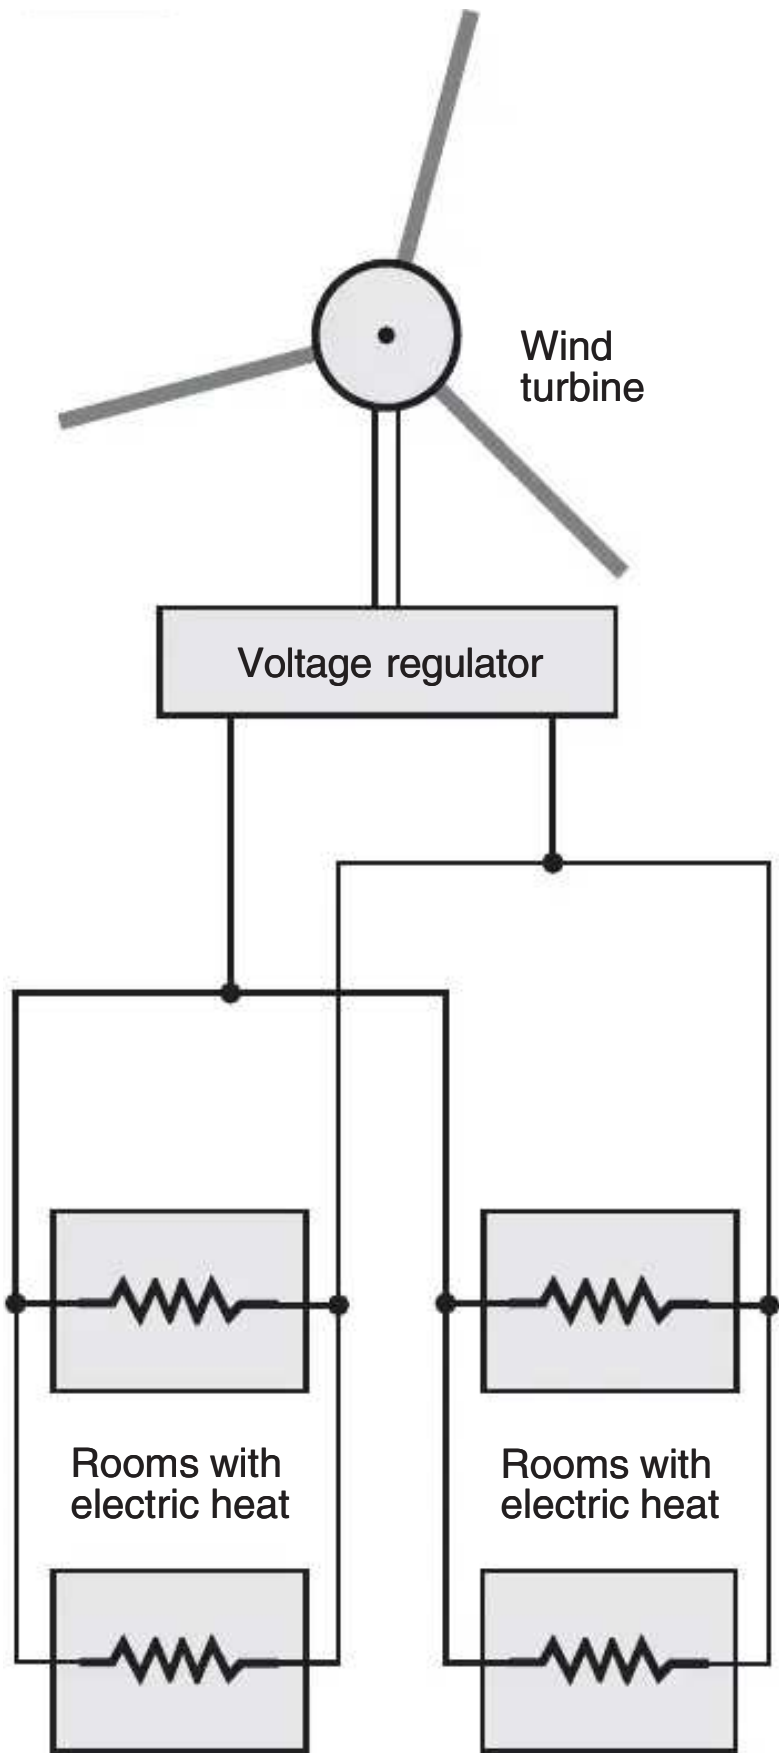 Wind
turbine
Voltage regulator
Rooms with
electric heat
Rooms with
electric heat